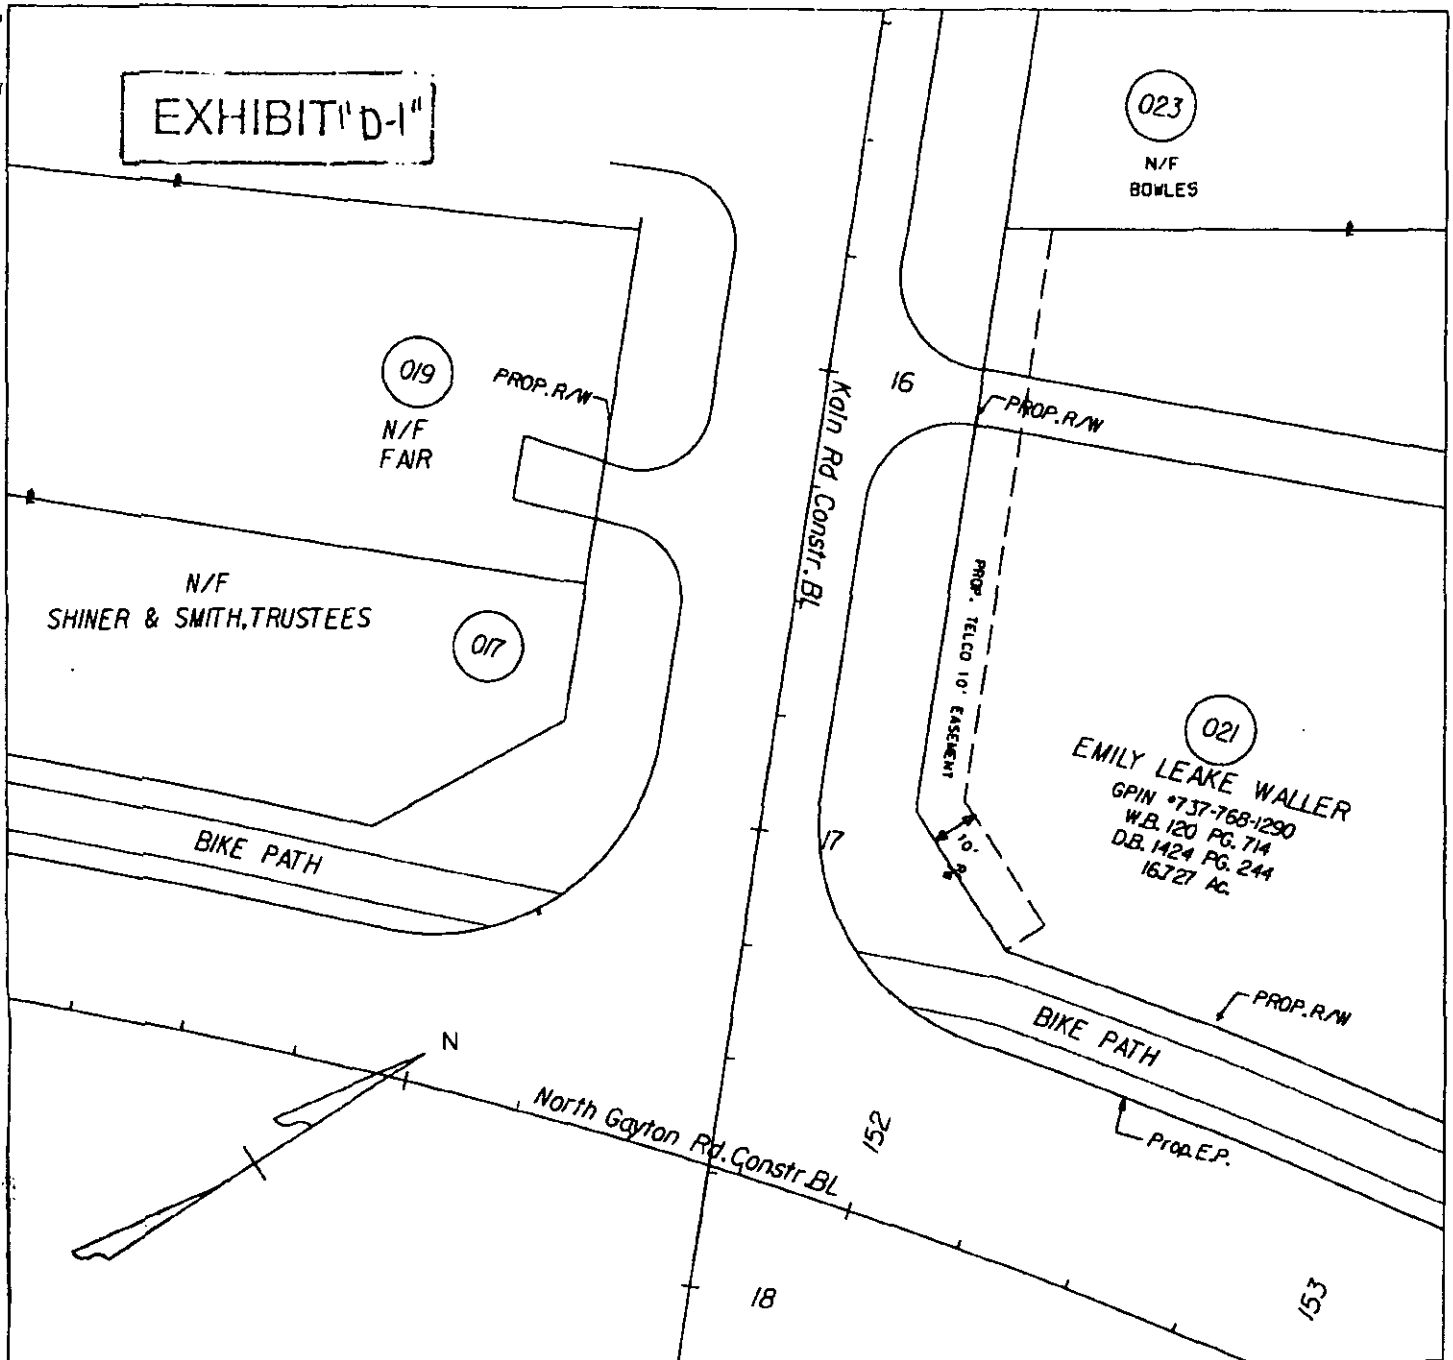 EXHIBIT "D-1"
023
N/F
BOWLES
019
N/F
FAIR
PROP. R/W
16
PROP. R/W
Kain Rd. Constr. BL
N/F
SHINER & SMITH, TRUSTEES
017
PROP. TELCO 10' EASEMENT
021
EMILY LEAKE WALLER
GPIN #737-768-1290
W.B. 120 PG. 714
D.B. 1424 PG. 244
16.727 AC.
10'
17
BIKE PATH
PROP. R/W
BIKE PATH
N
North Gayton Rd. Constr. BL
152
Prop. E.P.
18
153